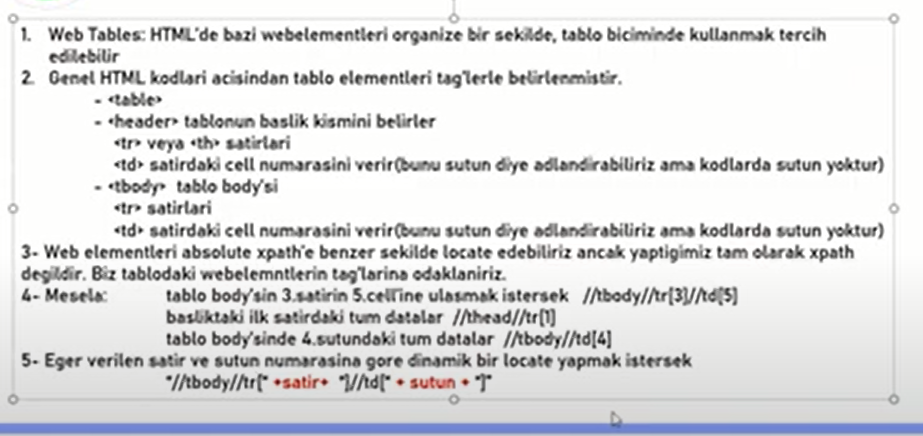 1. Web Tables: HTML'de bazi webelementleri organize bir sekilde, tablo biciminde kullanmak tercih
edilebilir
2. Genel HTML kodlari acisindan tablo elementleri tag'lerle belirlenmistir.
- <table>
- <header> tablonun baslik kismini belirler
<tr> veya <th> satirlari
<td> satirdaki cell numarasini verir(bunu sutun diye adlandirabiliriz ama kodlarda sutun yoktur)
- <tbody> tablo body'si
<tr> satirlari
<td> satirdaki cell numarasini verir(bunu sutun diye adlandirabiliriz ama kodlarda sutun yoktur)
3- Web elementleri absolute xpath'e benzer sekilde locate edebiliriz ancak yaptigimiz tam olarak xpath
degildir. Biz tablodaki webelemntlerin tag'larina odaklaniriz.
4- Mesela: tablo body'sin 3.satirin 5.cell'ine ulasmak istersek //tbody//tr[3]//td[5]
basliktaki ilk satirdaki tum datalar //thead//tr[1]
tablo body'sinde 4.sutundaki tum datalar //tbody//td[4]
5- Eger verilen satir ve sutun numarasina gore dinamik bir locate yapmak istersek
"//tbody//tr[" +satir+ "]//td[" + sutun + "]"